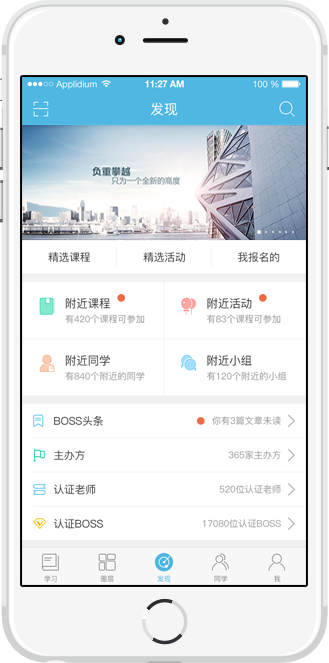 Applidium 11:27 AM 100 %
发现
负重攀越
只为一个全新的高度
精选课程 精选活动 我报名的
附近课程 附近活动
有420个课程可参加 有83个课程可参加
附近同学 附近小组
有840个附近的同学 有120个附近的小组
BOSS头条 你有3篇文章未读
主办方 365家主办方
认证老师 520位认证老师
认证BOSS 17080位认证BOSS
学习 圈层 发现 同学 我